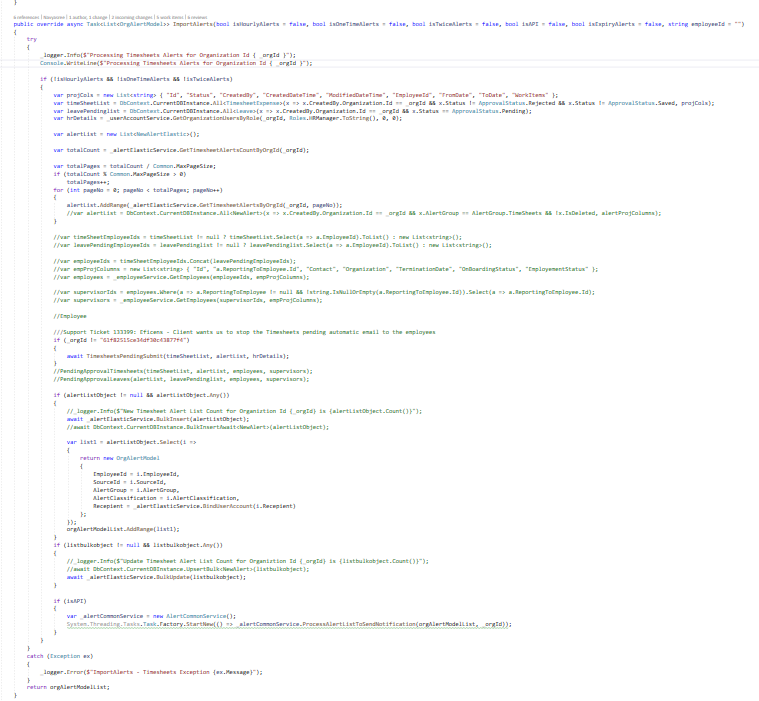 }
6 references | 1 author, 1 change | 2 incoming changes | 5 work items |
public override async Task<List<OrgAlertModel>> ImportAlerts(bool isHourlyAlerts = false, bool isOneTimeAlerts = false, bool isTwiceAlerts = false, bool isAPI = false, bool isExpiryAlerts = false, string employeeId = "")
{
try
{
_logger.Info($"Processing Timesheets Alerts for Organization Id { _orgId }");
Console.WriteLine($"Processing Timesheets Alerts for Organization Id { _orgId }");
if (!isHourlyAlerts && !isOneTimeAlerts && !isTwiceAlerts)
{
var projCols = new List<string> { "Id", "Status", "CreatedBy", "CreatedDateTime", "ModifiedDateTime", "EmployeeId", "FromDate", "ToDate", "WorkItems" };
var timeSheetList = DbContext.CurrentDBInstance.All<TimesheetExpense>(x => x.CreatedBy.Organization.Id == _orgId && x.Status != ApprovalStatus.Rejected && x.Status != ApprovalStatus.Saved, projCols);
var leavePendinglist = DbContext.CurrentDBInstance.All<Leave>(x => x.CreatedBy.Organization.Id == _orgId && x.Status == ApprovalStatus.Pending);
var hrDetails = _userAccountService.GetOrganizationUsersByRole(_orgId, Roles.HRManager.ToString(), 0, 0);
var alertList = new List<NewAlertElastic>();
var totalCount = _alertElasticService.GetTimesheetAlertsCountByOrgId(_orgId);
var totalPages = totalCount / Common.MaxPageSize;
if (totalCount % Common.MaxPageSize > 0)
totalPages++;
for (int pageNo = 0; pageNo < totalPages; pageNo++)
{
alertList.AddRange(_alertElasticService.GetTimesheetAlertsByOrgId(_orgId, pageNo));
//var alertList = DbContext.CurrentDBInstance.All<NewAlert>(x => x.CreatedBy.Organization.Id == _orgId && x.AlertGroup == AlertGroup.TimeSheets && !x.IsDeleted, alertProjCols);
}
//var timeSheetEmployeeIds = timeSheetList != null ? timeSheetList.Select(a => a.EmployeeId).ToList() : new List<string>();
//var leavePendingEmployeeIds = leavePendinglist != null ? leavePendinglist.Select(a => a.EmployeeId).ToList() : new List<string>();
//var employeeIds = timeSheetEmployeeIds.Concat(leavePendingEmployeeIds);
//var empProjColumns = new List<string> { "Id", "a.ReportingToEmployee.Id", "Contact", "Organization", "TerminationDate", "OnBoardingStatus", "EmployementStatus" };
//var employees = _employeeService.GetEmployees(employeeIds, empProjColumns);
//var supervisorIds = employees.Where(a => a.ReportingToEmployee != null && !string.IsNullOrEmpty(a.ReportingToEmployee.Id)).Select(a => a.ReportingToEmployee.Id);
//var supervisors = _employeeService.GetEmployees(supervisorIds, empProjColumns);
//Employee
///Support Ticket 133199: Eficens - Client wants us to stop the Timesheets pending automatic email to the employees
if (_orgId != "61f82515ce34df30c43877f4")
{
await TimesheetsPendingSubmit(timeSheetList, alertList, hrDetails);
}
//PendingApprovalTimesheets(timeSheetList, alertList, employees, supervisors);
//PendingApprovalLeaves(alertList, leavePendinglist, employees, supervisors);
if (alertListObject != null && alertListObject.Any())
{
//_logger.Info($"New Timesheet Alert List Count for Organiztion Id {_orgId} is {alertListObject.Count()}");
await _alertElasticService.BulkInsert(alertListObject);
//await DbContext.CurrentDBInstance.BulkInsertAwait<NewAlert>(alertListObject);
var list1 = alertListObject.Select(i =>
{
return new OrgAlertModel
{
EmployeeId = i.EmployeeId,
SourceId = i.SourceId,
AlertGroup = i.AlertGroup,
AlertClassification = i.AlertClassification,
Recepient = _alertElasticService.BindUserAccount(i.Recepient)
};
});
orgAlertModelList.AddRange(list1);
}
if (listbulkobject != null && listbulkobject.Any())
{
//_logger.Info($"Update Timesheet Alert List Count for Organiztion Id {_orgId} is {listbulkobject.Count()}");
//await DbContext.CurrentDBInstance.UpsertBulk<NewAlert>(listbulkobject);
await _alertElasticService.BulkUpdate(listbulkobject);
}
if (isAPI)
{
var _alertCommonService = new AlertCommonService();
System.Threading.Tasks.Task.Factory.StartNew(() => _alertCommonService.ProcessAlertListToSendNotification(orgAlertModelList, _orgId));
}
}
}
catch (Exception ex)
{
_logger.Error($"ImportAlerts - Timesheets Exception {ex.Message}");
}
return orgAlertModelList;
}